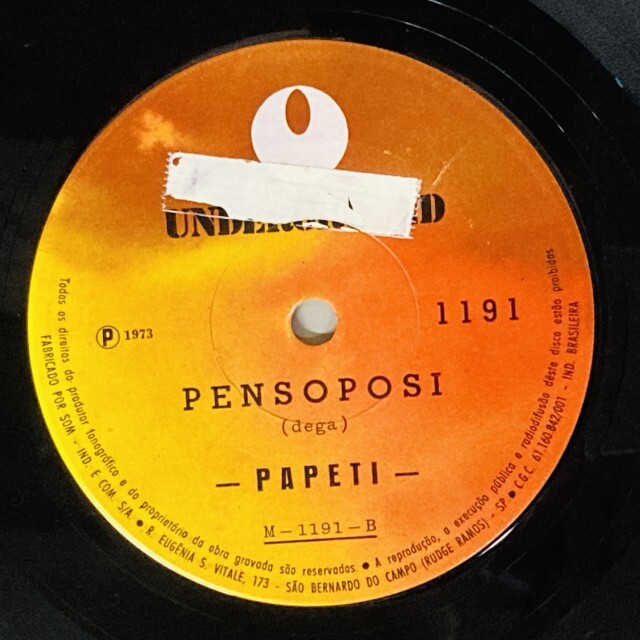 UNDERGROUND
1191
Ⓟ 1973
PENSOPOSI
(dega)
— PAPETI —
M-1191-B
Todos os direitos do produtor fonográfico e do proprietário da obra gravada são reservados. ● A reprodução, a execução pública e radiodifusão dêste disco estão proibidas
FABRICADO POR SOM - IND. E COM. S/A. ● R. EUGÊNIA S. VITALE, 173 - SÃO BERNARDO DO CAMPO (RUDGE RAMOS) - SP ● C.G.C. 61.160.842/001 - IND. BRASILEIRA